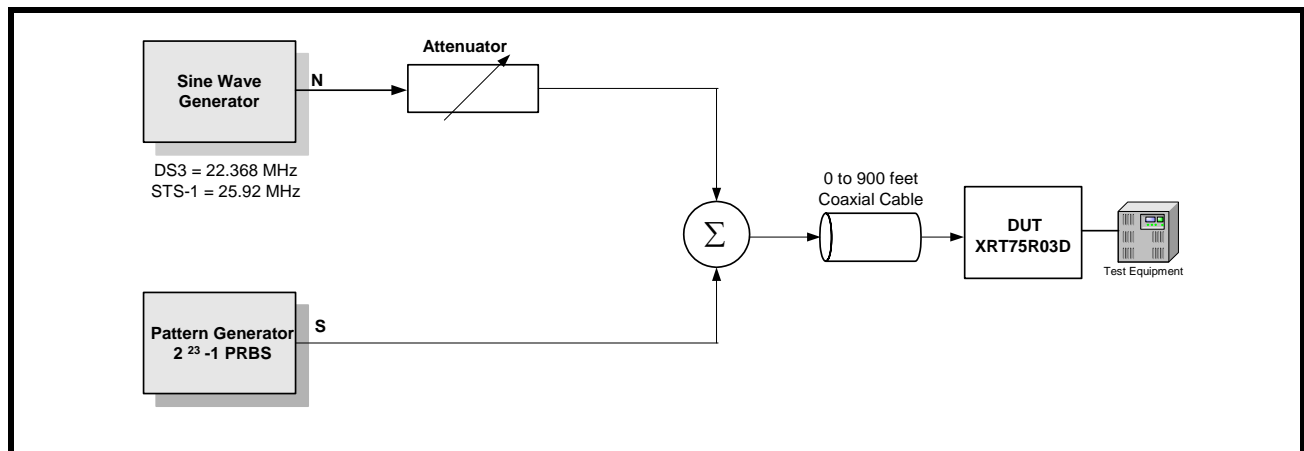 Attenuator
Sine Wave
Generator
N
DS3 = 22.368 MHz
STS-1 = 25.92 MHz
0 to 900 feet
Coaxial Cable
Σ
DUT
XRT75R03D
Test Equipment
Pattern Generator
2 23 -1 PRBS
S